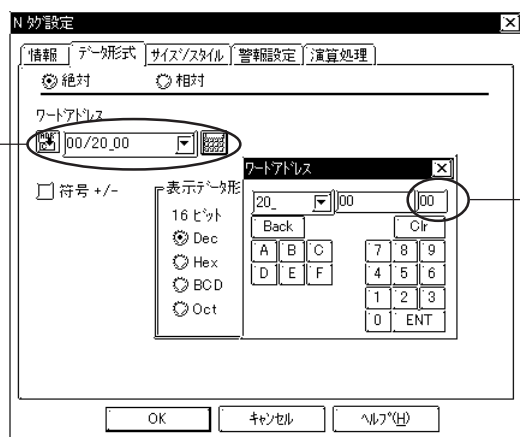 N ﾀｸﾞ設定
情報 ﾃﾞｰﾀ形式 ｻｲｽﾞ/ｽﾀｲﾙ 警報設定 演算処理
絶対 相対
ﾜｰﾄﾞｱﾄﾞﾚｽ
00/20_00
符号 +/-
表示ﾃﾞｰﾀ形
16 ﾋﾞｯﾄ
Dec
Hex
BCD
Oct
ﾜｰﾄﾞｱﾄﾞﾚｽ
20_ 00 00
Back Clr
A B C 7 8 9
D E F 4 5 6
1 2 3
0 ENT
OK ｷｬﾝｾﾙ ﾍﾙﾌﾟ(H)